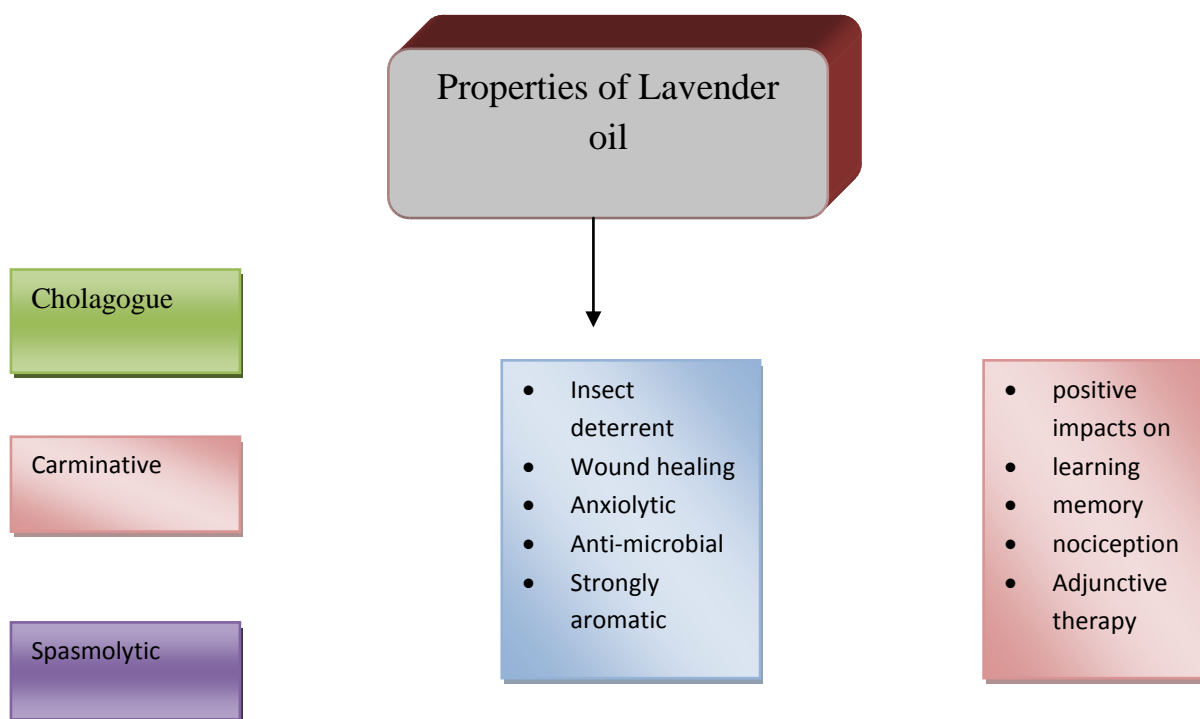 Properties of Lavender
oil
Cholagogue
Carminative
Spasmolytic
• Insect
deterrent
• Wound healing
• Anxiolytic
• Anti-microbial
• Strongly
aromatic
• positive
impacts on
• learning
• memory
• nociception
• Adjunctive
therapy